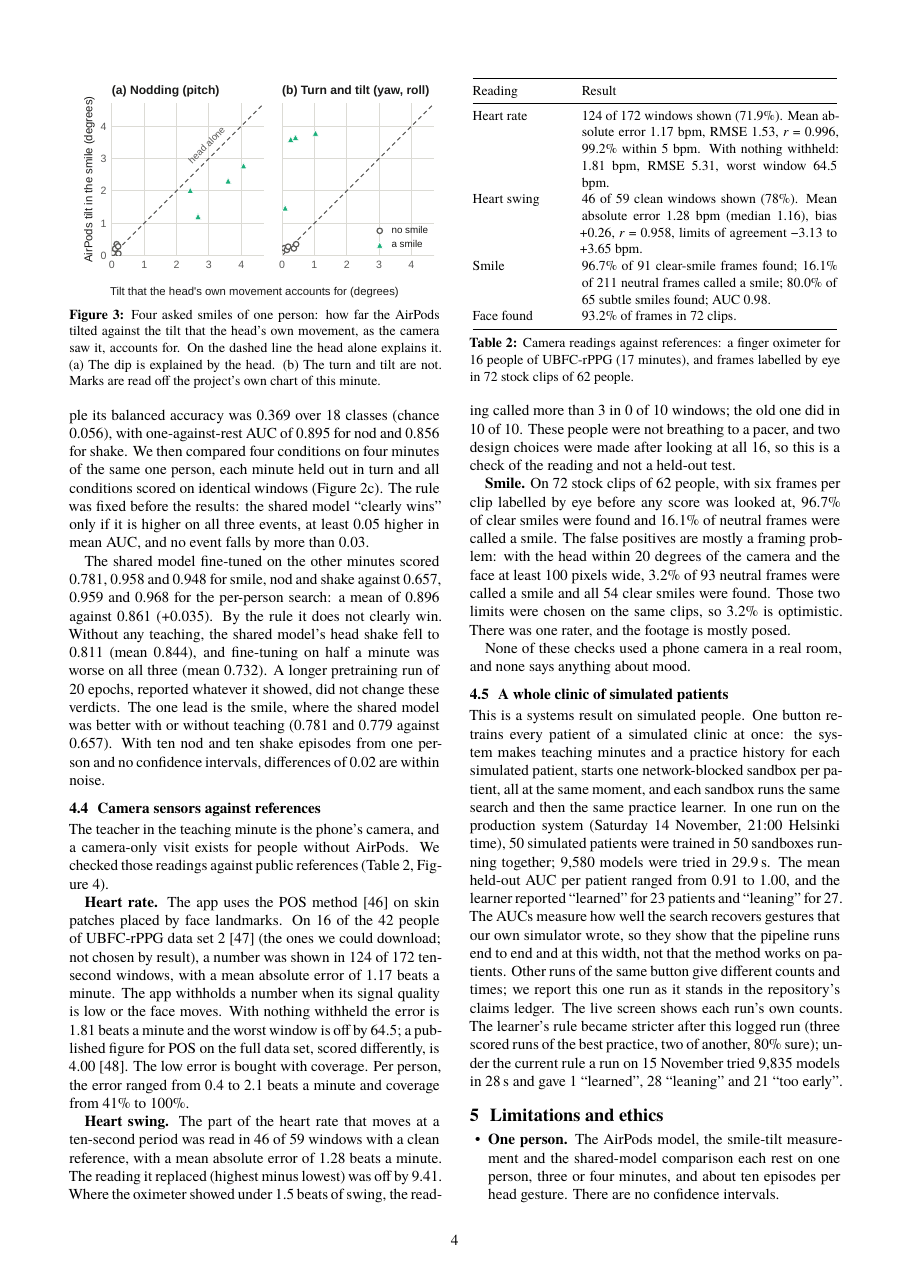 (a) Nodding (pitch)
(b) Turn and tilt (yaw, roll)
AirPods tilt in the smile (degrees)
4
3
2
1
0
head alone
no smile
a smile
0 1 2 3 4
0 1 2 3 4
Tilt that the head's own movement accounts for (degrees)
Figure 3: Four asked smiles of one person: how far the AirPods
tilted against the tilt that the head’s own movement, as the camera
saw it, accounts for. On the dashed line the head alone explains it.
(a) The dip is explained by the head. (b) The turn and tilt are not.
Marks are read off the project’s own chart of this minute.
ple its balanced accuracy was 0.369 over 18 classes (chance
0.056), with one-against-rest AUC of 0.895 for nod and 0.856
for shake. We then compared four conditions on four minutes
of the same one person, each minute held out in turn and all
conditions scored on identical windows (Figure 2c). The rule
was fixed before the results: the shared model “clearly wins”
only if it is higher on all three events, at least 0.05 higher in
mean AUC, and no event falls by more than 0.03.
The shared model fine-tuned on the other minutes scored
0.781, 0.958 and 0.948 for smile, nod and shake against 0.657,
0.959 and 0.968 for the per-person search: a mean of 0.896
against 0.861 (+0.035). By the rule it does not clearly win.
Without any teaching, the shared model’s head shake fell to
0.811 (mean 0.844), and fine-tuning on half a minute was
worse on all three (mean 0.732). A longer pretraining run of
20 epochs, reported whatever it showed, did not change these
verdicts. The one lead is the smile, where the shared model
was better with or without teaching (0.781 and 0.779 against
0.657). With ten nod and ten shake episodes from one per-
son and no confidence intervals, differences of 0.02 are within
noise.
4.4 Camera sensors against references
The teacher in the teaching minute is the phone’s camera, and
a camera-only visit exists for people without AirPods. We
checked those readings against public references (Table 2, Fig-
ure 4).
Heart rate. The app uses the POS method [46] on skin
patches placed by face landmarks. On 16 of the 42 people
of UBFC-rPPG data set 2 [47] (the ones we could download;
not chosen by result), a number was shown in 124 of 172 ten-
second windows, with a mean absolute error of 1.17 beats a
minute. The app withholds a number when its signal quality
is low or the face moves. With nothing withheld the error is
1.81 beats a minute and the worst window is off by 64.5; a pub-
lished figure for POS on the full data set, scored differently, is
4.00 [48]. The low error is bought with coverage. Per person,
the error ranged from 0.4 to 2.1 beats a minute and coverage
from 41% to 100%.
Heart swing. The part of the heart rate that moves at a
ten-second period was read in 46 of 59 windows with a clean
reference, with a mean absolute error of 1.28 beats a minute.
The reading it replaced (highest minus lowest) was off by 9.41.
Where the oximeter showed under 1.5 beats of swing, the read-
Reading Result
Heart rate 124 of 172 windows shown (71.9%). Mean ab-
solute error 1.17 bpm, RMSE 1.53, r = 0.996,
99.2% within 5 bpm. With nothing withheld:
1.81 bpm, RMSE 5.31, worst window 64.5
bpm.
Heart swing 46 of 59 clean windows shown (78%). Mean
absolute error 1.28 bpm (median 1.16), bias
+0.26, r = 0.958, limits of agreement −3.13 to
+3.65 bpm.
Smile 96.7% of 91 clear-smile frames found; 16.1%
of 211 neutral frames called a smile; 80.0% of
65 subtle smiles found; AUC 0.98.
Face found 93.2% of frames in 72 clips.
Table 2: Camera readings against references: a finger oximeter for
16 people of UBFC-rPPG (17 minutes), and frames labelled by eye
in 72 stock clips of 62 people.
ing called more than 3 in 0 of 10 windows; the old one did in
10 of 10. These people were not breathing to a pacer, and two
design choices were made after looking at all 16, so this is a
check of the reading and not a held-out test.
Smile. On 72 stock clips of 62 people, with six frames per
clip labelled by eye before any score was looked at, 96.7%
of clear smiles were found and 16.1% of neutral frames were
called a smile. The false positives are mostly a framing prob-
lem: with the head within 20 degrees of the camera and the
face at least 100 pixels wide, 3.2% of 93 neutral frames were
called a smile and all 54 clear smiles were found. Those two
limits were chosen on the same clips, so 3.2% is optimistic.
There was one rater, and the footage is mostly posed.
None of these checks used a phone camera in a real room,
and none says anything about mood.
4.5 A whole clinic of simulated patients
This is a systems result on simulated people. One button re-
trains every patient of a simulated clinic at once: the sys-
tem makes teaching minutes and a practice history for each
simulated patient, starts one network-blocked sandbox per pa-
tient, all at the same moment, and each sandbox runs the same
search and then the same practice learner. In one run on the
production system (Saturday 14 November, 21:00 Helsinki
time), 50 simulated patients were trained in 50 sandboxes run-
ning together; 9,580 models were tried in 29.9 s. The mean
held-out AUC per patient ranged from 0.91 to 1.00, and the
learner reported “learned” for 23 patients and “leaning” for 27.
The AUCs measure how well the search recovers gestures that
our own simulator wrote, so they show that the pipeline runs
end to end and at this width, not that the method works on pa-
tients. Other runs of the same button give different counts and
times; we report this one run as it stands in the repository’s
claims ledger. The live screen shows each run’s own counts.
The learner’s rule became stricter after this logged run (three
scored runs of the best practice, two of another, 80% sure); un-
der the current rule a run on 15 November tried 9,835 models
in 28 s and gave 1 “learned”, 28 “leaning” and 21 “too early”.
5 Limitations and ethics
• One person. The AirPods model, the smile-tilt measure-
ment and the shared-model comparison each rest on one
person, three or four minutes, and about ten episodes per
head gesture. There are no confidence intervals.
4